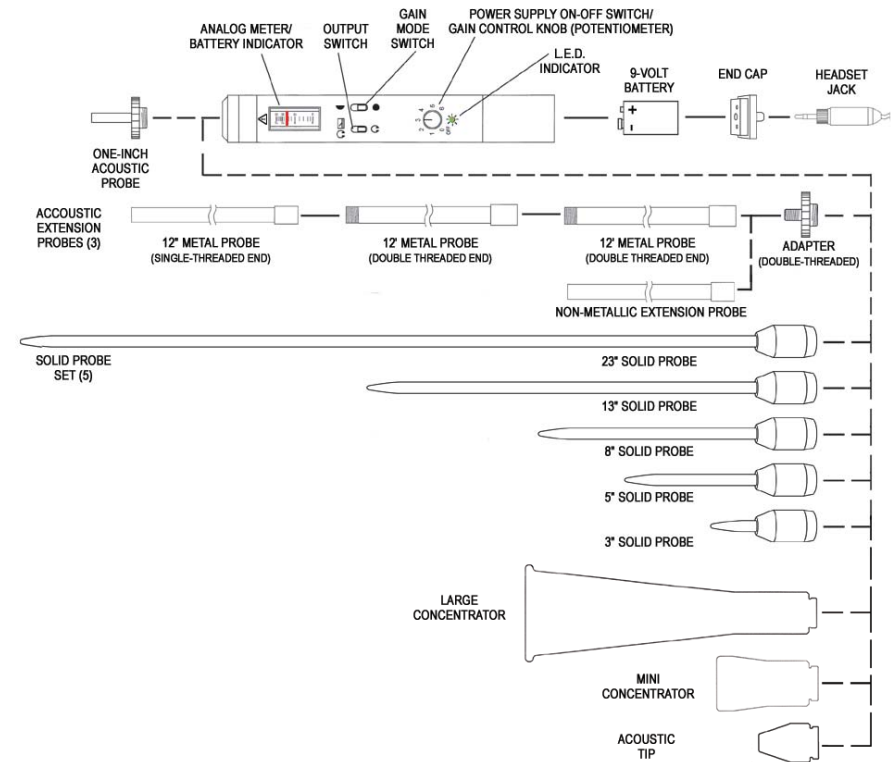 ANALOG METER/
BATTERY INDICATOR
OUTPUT
SWITCH
GAIN
MODE
SWITCH
POWER SUPPLY ON-OFF SWITCH/
GAIN CONTROL KNOB (POTENTIOMETER)
L.E.D.
INDICATOR
9-VOLT
BATTERY
END CAP
HEADSET
JACK
+
-
ONE-INCH
ACOUSTIC
PROBE
ACCOUSTIC
EXTENSION
PROBES (3)
12" METAL PROBE
(SINGLE-THREADED END)
12' METAL PROBE
(DOUBLE THREADED END)
12' METAL PROBE
(DOUBLE THREADED END)
ADAPTER
(DOUBLE-THREADED)
NON-METALLIC EXTENSION PROBE
SOLID PROBE
SET (5)
23" SOLID PROBE
13" SOLID PROBE
8" SOLID PROBE
5" SOLID PROBE
3" SOLID PROBE
LARGE
CONCENTRATOR
MINI
CONCENTRATOR
ACOUSTIC
TIP